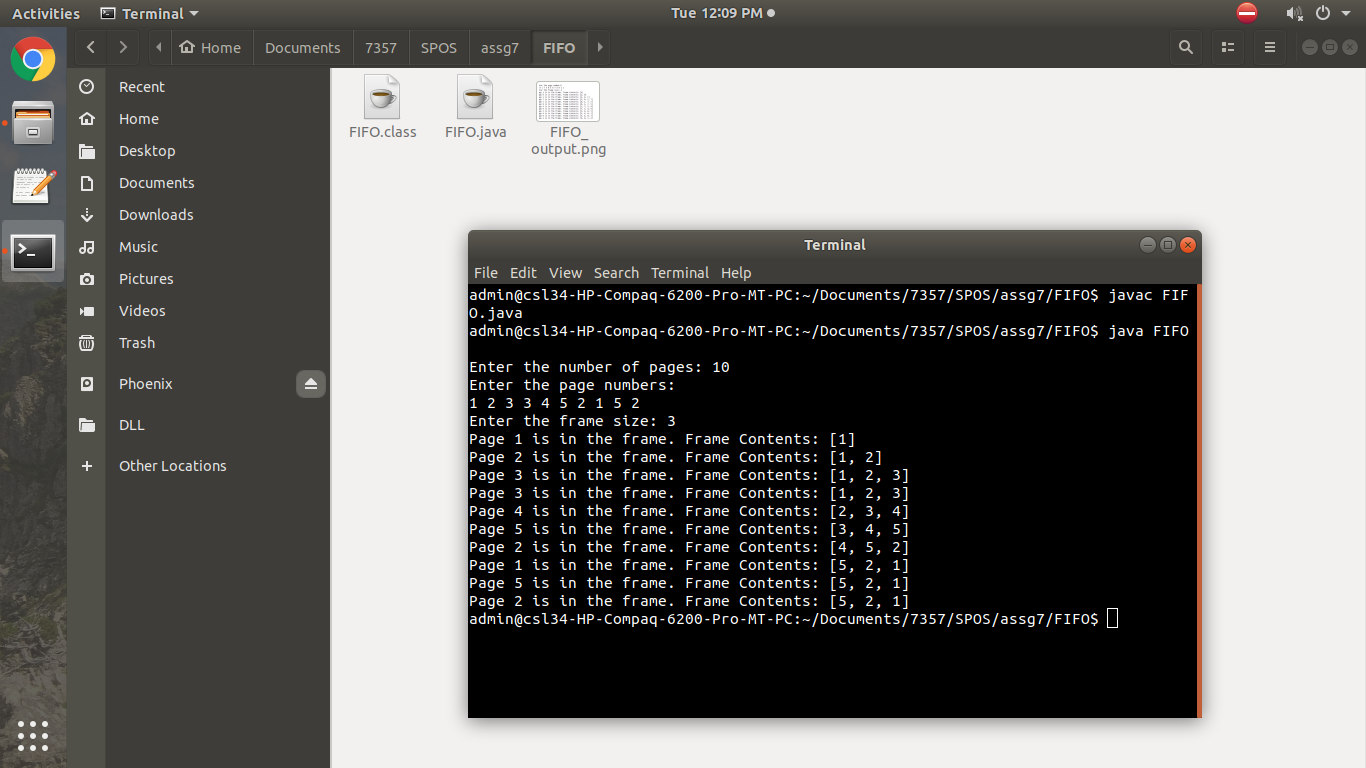 Activities Terminal Tue 12:09 PM
Home Documents 7357 SPOS assg7 FIFO
Recent
Home
Desktop
Documents
Downloads
Music
Pictures
Videos
Trash
Phoenix
DLL
Other Locations
FIFO.class FIFO.java FIFO_
output.png
Terminal
File Edit View Search Terminal Help
admin@csl34-HP-Compaq-6200-Pro-MT-PC:~/Documents/7357/SPOS/assg7/FIFO$ javac FIF
O.java
admin@csl34-HP-Compaq-6200-Pro-MT-PC:~/Documents/7357/SPOS/assg7/FIFO$ java FIFO
Enter the number of pages: 10
Enter the page numbers:
1 2 3 3 4 5 2 1 5 2
Enter the frame size: 3
Page 1 is in the frame. Frame Contents: [1]
Page 2 is in the frame. Frame Contents: [1, 2]
Page 3 is in the frame. Frame Contents: [1, 2, 3]
Page 3 is in the frame. Frame Contents: [1, 2, 3]
Page 4 is in the frame. Frame Contents: [2, 3, 4]
Page 5 is in the frame. Frame Contents: [3, 4, 5]
Page 2 is in the frame. Frame Contents: [4, 5, 2]
Page 1 is in the frame. Frame Contents: [5, 2, 1]
Page 5 is in the frame. Frame Contents: [5, 2, 1]
Page 2 is in the frame. Frame Contents: [5, 2, 1]
admin@csl34-HP-Compaq-6200-Pro-MT-PC:~/Documents/7357/SPOS/assg7/FIFO$